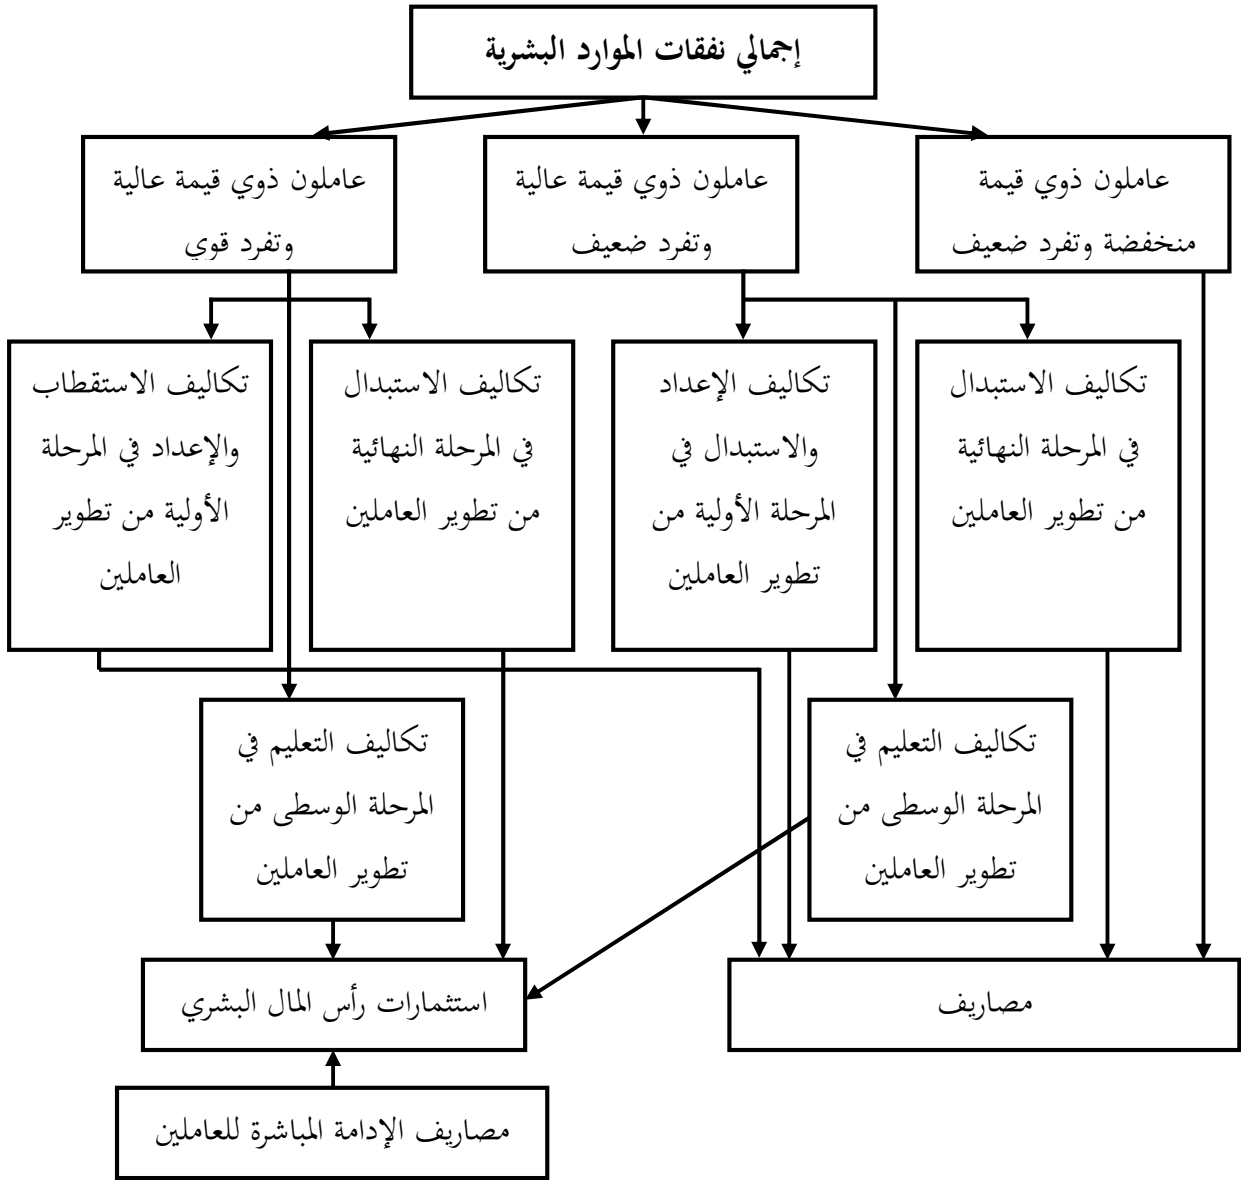 إجمالي نفقات الموارد البشرية
عاملون ذوي قيمة
منخفضة وتفرد ضعيف
عاملون ذوي قيمة عالية
وتفرد ضعيف
عاملون ذوي قيمة عالية
وتفرد قوي
تكاليف الاستبدال
في المرحلة النهائية
من تطوير العاملين
تكاليف الإعداد
والاستبدال في
المرحلة الأولية من
تطوير العاملين
تكاليف الاستبدال
في المرحلة النهائية
من تطوير العاملين
تكاليف الاستقطاب
والإعداد في المرحلة
الأولية من تطوير
العاملين
تكاليف التعليم في
المرحلة الوسطى من
تطوير العاملين
تكاليف التعليم في
المرحلة الوسطى من
تطوير العاملين
مصاريف
استثمارات رأس المال البشري
مصاريف الإدامة المباشرة للعاملين